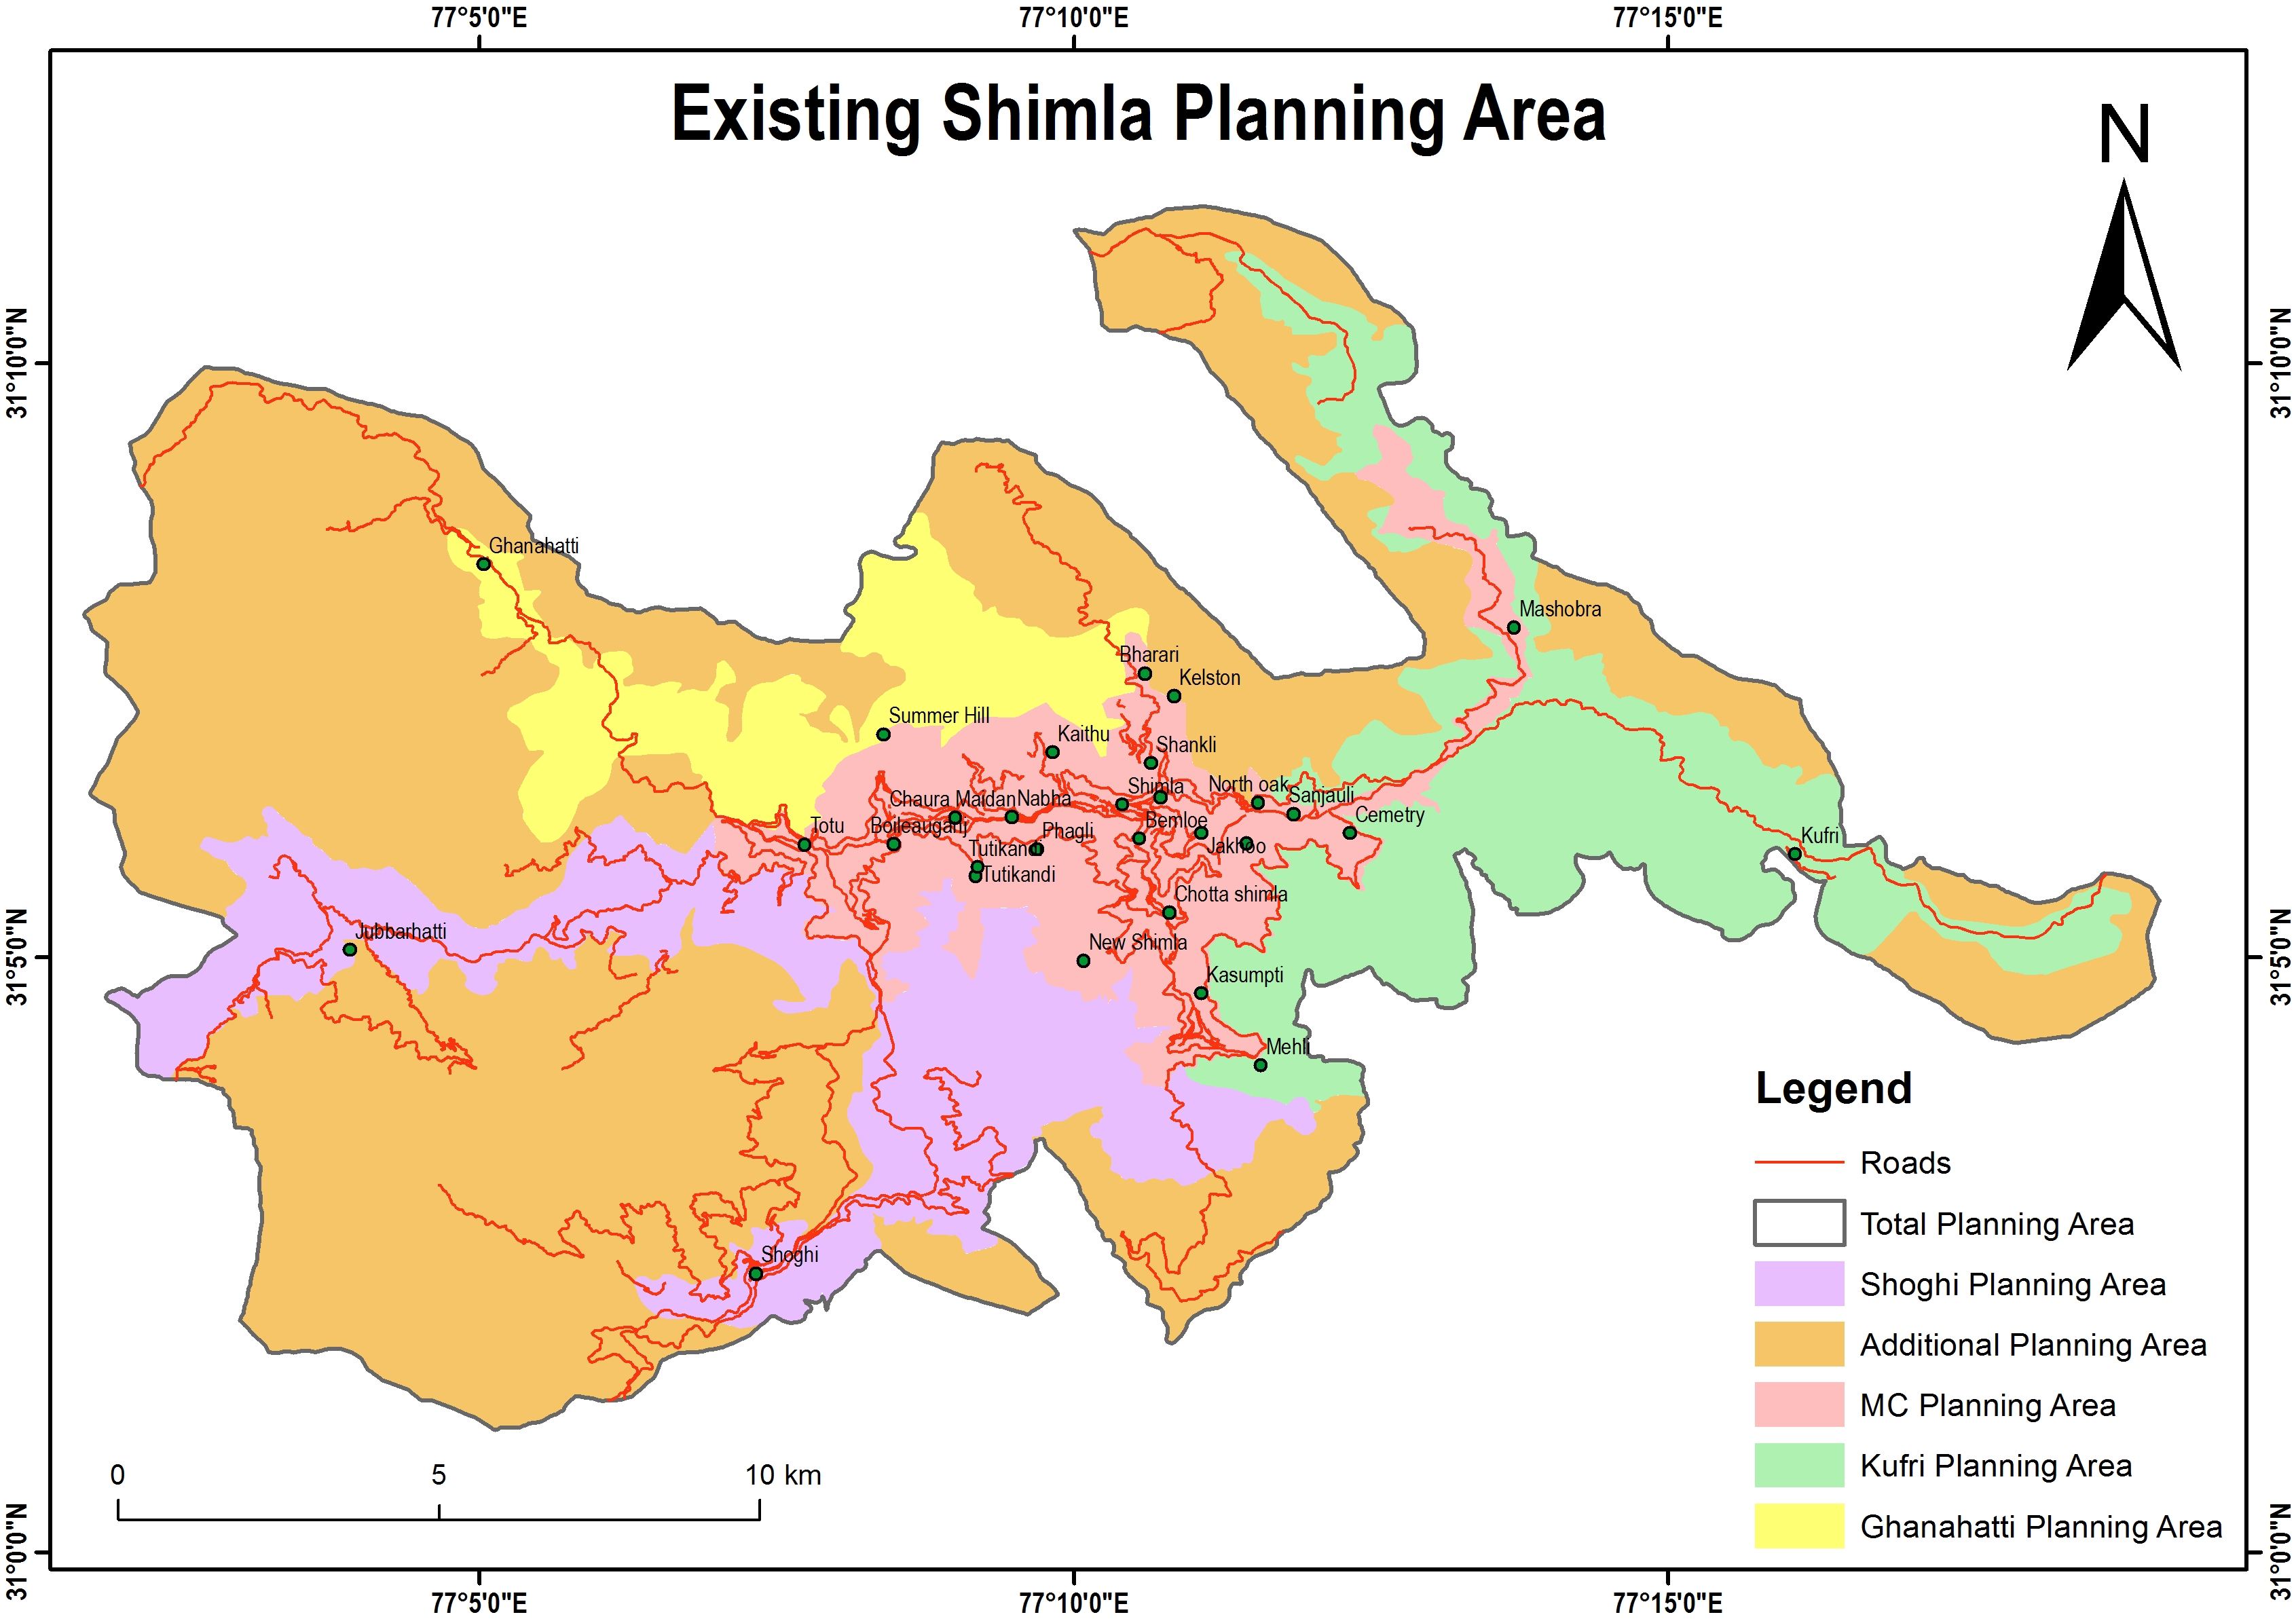 77°5'0"E
77°10'0"E
77°15'0"E
Existing Shimla Planning Area
N
31°10'0"N
31°10'0"N
Ghanahatti
Mashobra
Bharari
Kelston
Summer Hill
Kaithu
Shankli
Shimla
North oak
Chaura Maidan
Nabha
Sanjauli
Totu
Boileauganj
Phagli
Bemloe
Cemetry
Kufri
Tutikandi
Jakhoo
Tutikandi
Chotta shimla
Jubbarhatti
New Shimla
31°5'0"N
31°5'0"N
Kasumpti
Mehli
Shoghi
Legend
Roads
Total Planning Area
Shoghi Planning Area
Additional Planning Area
MC Planning Area
Kufri Planning Area
Ghanahatti Planning Area
0 5 10 km
31°0'0"N
31°0'0"N
77°5'0"E
77°10'0"E
77°15'0"E